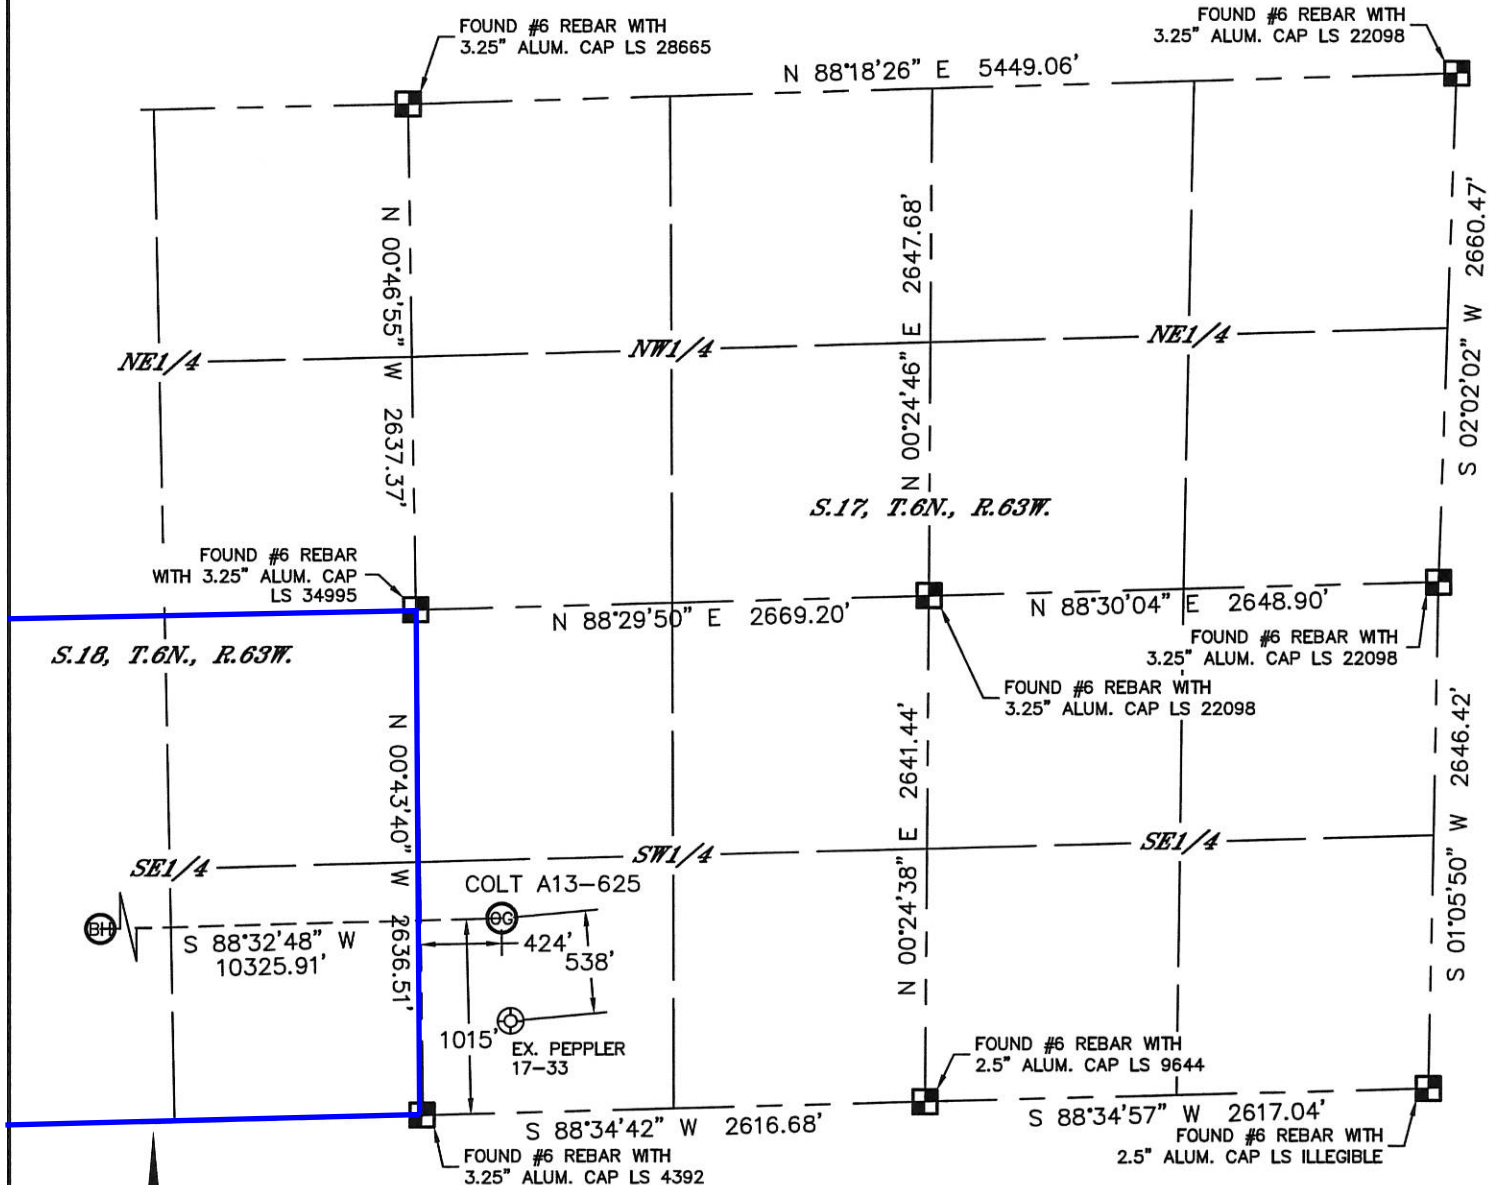 FOUND #6 REBAR WITH
3.25" ALUM. CAP LS 28665
FOUND #6 REBAR WITH
3.25" ALUM. CAP LS 22098
N 88°18'26" E 5449.06'
N 00°46'55" W 2637.37'
N 00°24'46" E 2647.68'
S 02°02'02" W 2660.47'
NE1/4
NW1/4
NE1/4
S.17, T.6N., R.63W.
FOUND #6 REBAR
WITH 3.25" ALUM. CAP
LS 34995
N 88°29'50" E 2669.20'
N 88°30'04" E 2648.90'
S.18, T.6N., R.63W.
FOUND #6 REBAR WITH
3.25" ALUM. CAP LS 22098
FOUND #6 REBAR WITH
3.25" ALUM. CAP LS 22098
N 00°43'40" W 2636.51'
N 00°24'38" E 2641.44'
S 01°05'50" W 2646.42'
SE1/4
SW1/4
SE1/4
COLT A13-625
BH
OG
S 88°32'48" W
10325.91'
424'
538'
1015'
EX. PEPPLER
17-33
FOUND #6 REBAR WITH
2.5" ALUM. CAP LS 9644
S 88°34'42" W 2616.68'
S 88°34'57" W 2617.04'
FOUND #6 REBAR WITH
2.5" ALUM. CAP LS ILLEGIBLE
FOUND #6 REBAR WITH
3.25" ALUM. CAP LS 4392